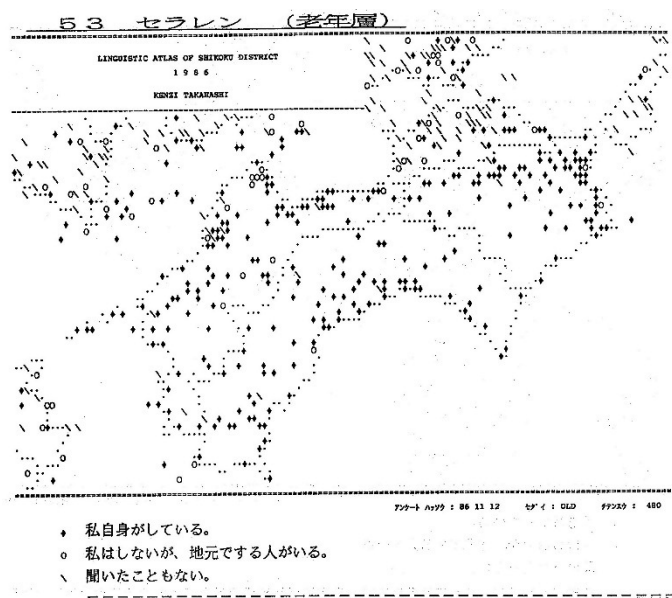 53 セラレン (老年層)
LINGUISTIC ATLAS OF SHIKOKU DISTRICT
1986
KENZI TAKAHASHI
アンケート ハッソウ : 86 11 12 セダイ : OLD チテンスウ : 480
♦ 私自身がしている。
o 私はしないが、地元でする人がいる。
\ 聞いたこともない。